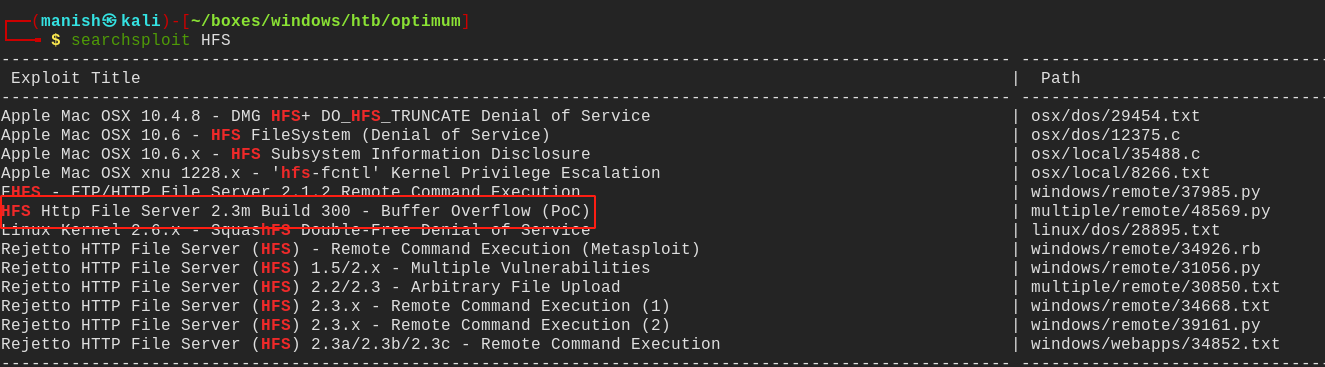 ┌──(manish㉿kali)-[~/boxes/windows/htb/optimum]
└──╼ $ searchsploit HFS
---------------------------------------------------------------------------------------------------- -------------------------------
Exploit Title | Path
---------------------------------------------------------------------------------------------------- -------------------------------
Apple Mac OSX 10.4.8 - DMG HFS+ DO_HFS_TRUNCATE Denial of Service | osx/dos/29454.txt
Apple Mac OSX 10.6 - HFS FileSystem (Denial of Service) | osx/dos/12375.c
Apple Mac OSX 10.6.x - HFS Subsystem Information Disclosure | osx/local/35488.c
Apple Mac OSX xnu 1228.x - 'hfs-fcntl' Kernel Privilege Escalation | osx/local/8266.txt
FHFS - FTP/HTTP File Server 2.1.2 Remote Command Execution | windows/remote/37985.py
HFS Http File Server 2.3m Build 300 - Buffer Overflow (PoC) | multiple/remote/48569.py
Linux Kernel 2.6.x - SquashfS Double-Free Denial of Service | linux/dos/28895.txt
Rejetto HTTP File Server (HFS) - Remote Command Execution (Metasploit) | windows/remote/34926.rb
Rejetto HTTP File Server (HFS) 1.5/2.x - Multiple Vulnerabilities | windows/remote/31056.py
Rejetto HTTP File Server (HFS) 2.2/2.3 - Arbitrary File Upload | multiple/remote/30850.txt
Rejetto HTTP File Server (HFS) 2.3.x - Remote Command Execution (1) | windows/remote/34668.txt
Rejetto HTTP File Server (HFS) 2.3.x - Remote Command Execution (2) | windows/remote/39161.py
Rejetto HTTP File Server (HFS) 2.3a/2.3b/2.3c - Remote Command Execution | windows/webapps/34852.txt
---------------------------------------------------------------------------------------------------- -------------------------------